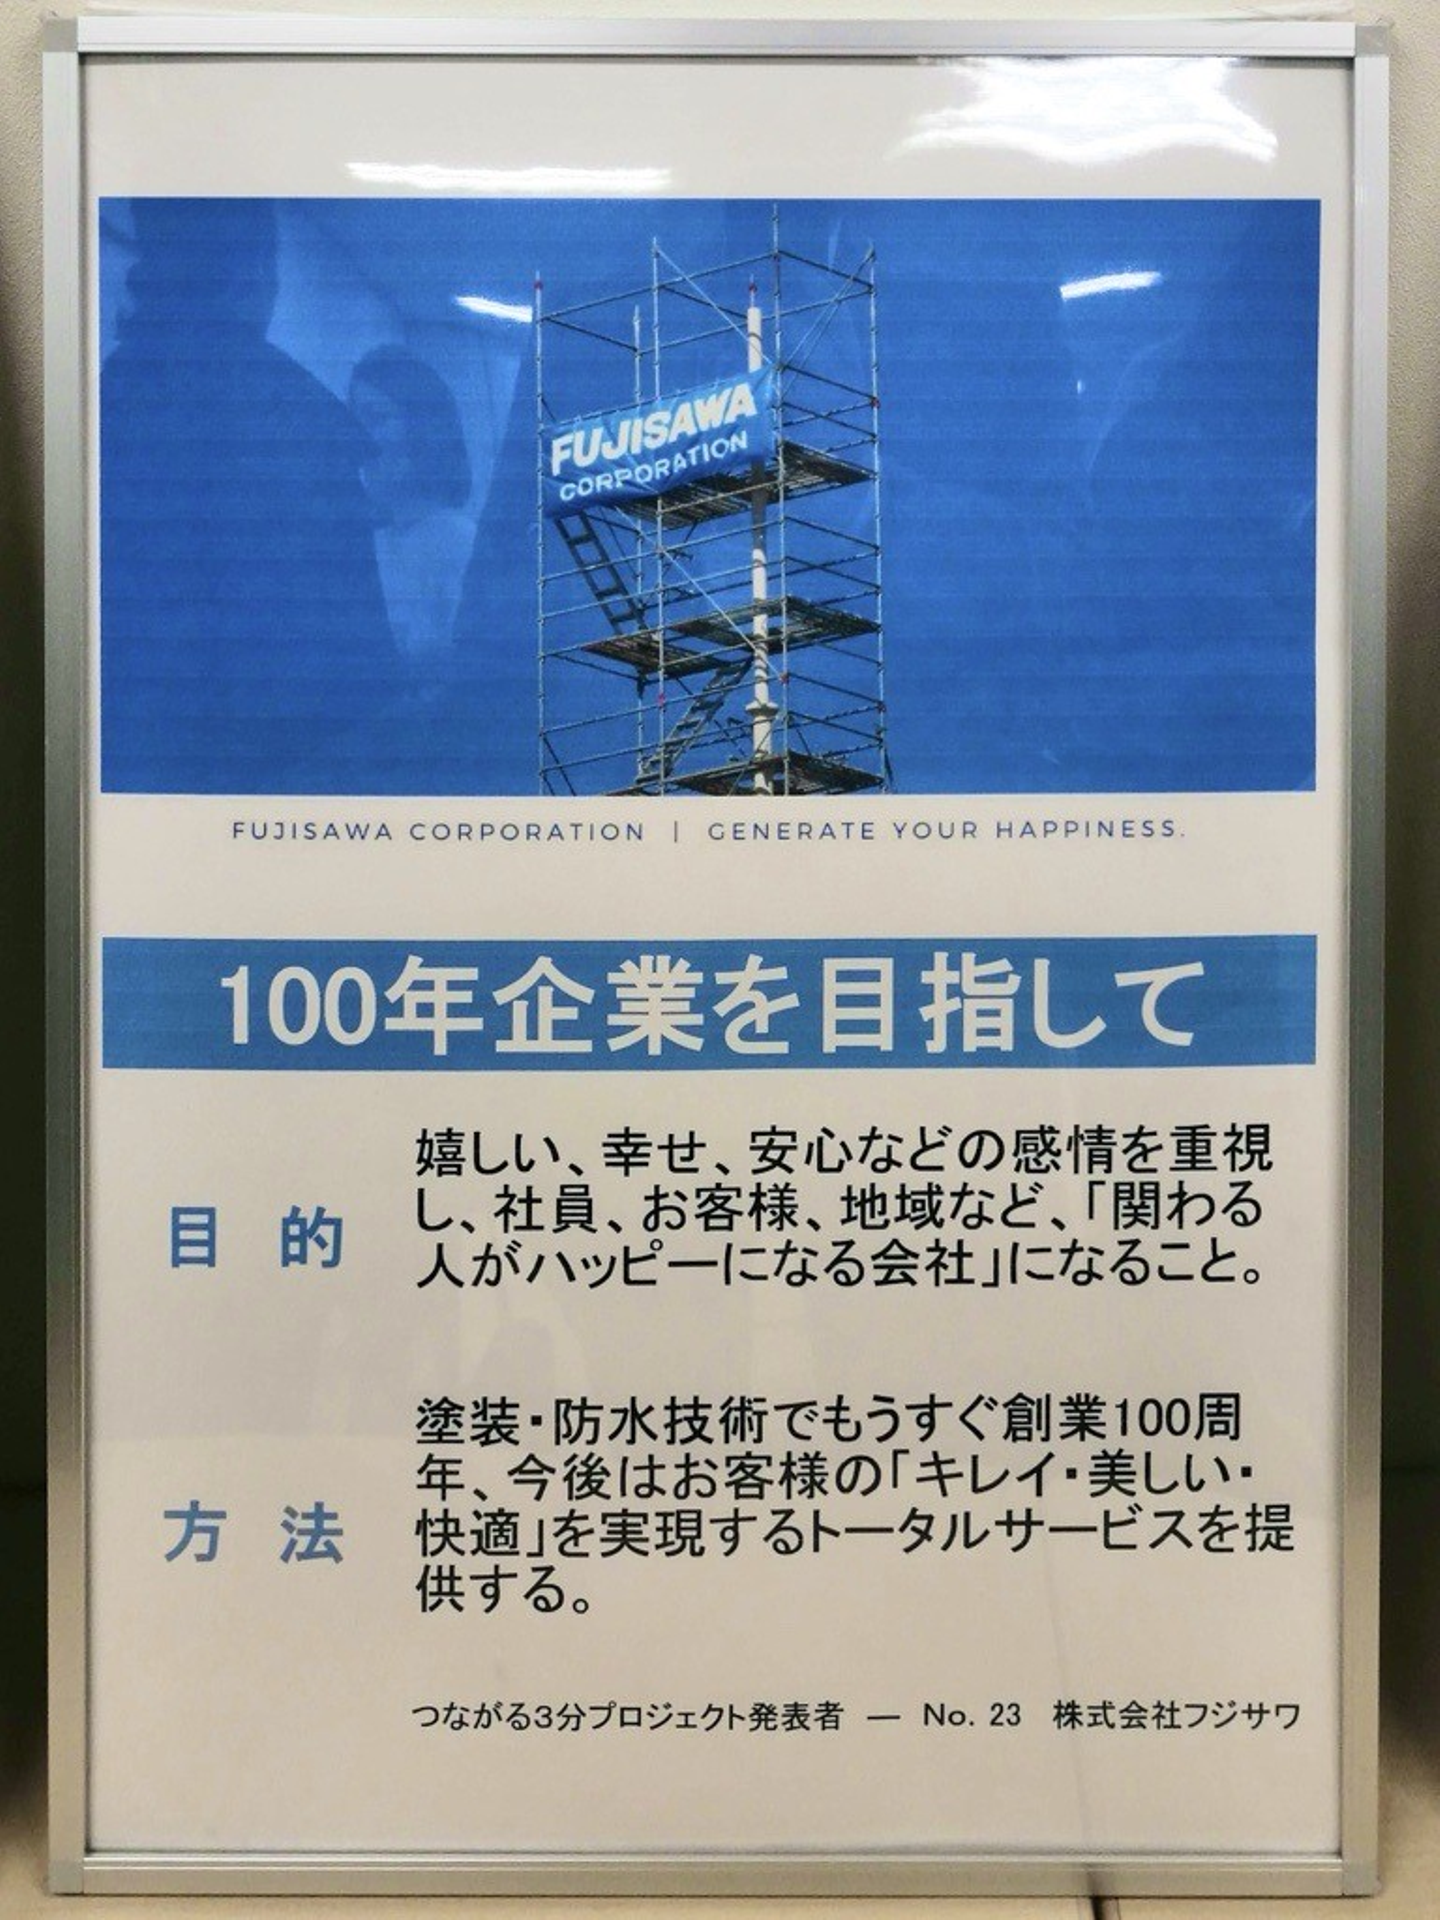 FUJISAWA
CORPORATION
FUJISAWA CORPORATION | GENERATE YOUR HAPPINESS.
100年企業を目指して
目 的
嬉しい、幸せ、安心などの感情を重視
し、社員、お客様、地域など、「関わる
人がハッピーになる会社」になること。
方 法
塗装・防水技術でもうすぐ創業100周
年、今後はお客様の「キレイ・美しい・
快適」を実現するトータルサービスを提
供する。
つながる3分プロジェクト発表者 ― No. 23 株式会社フジサワ